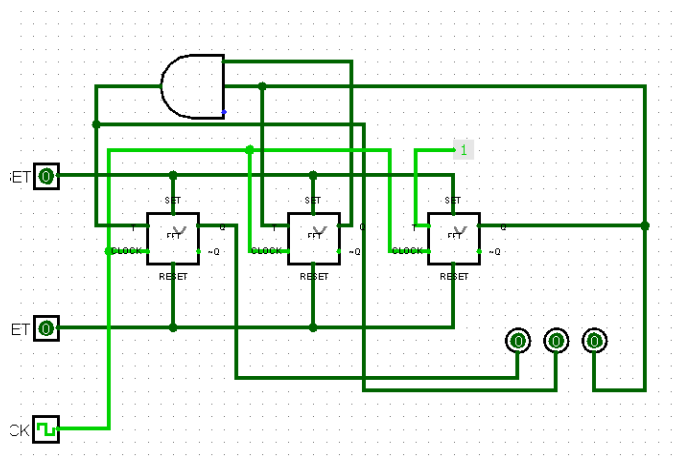 1
ET 0
SET SET SET
T Q T Q T Q
FFT FFT FFT
CLOCK ~Q CLOCK ~Q CLOCK ~Q
RESET RESET RESET
ET 0
0 0 0
CK